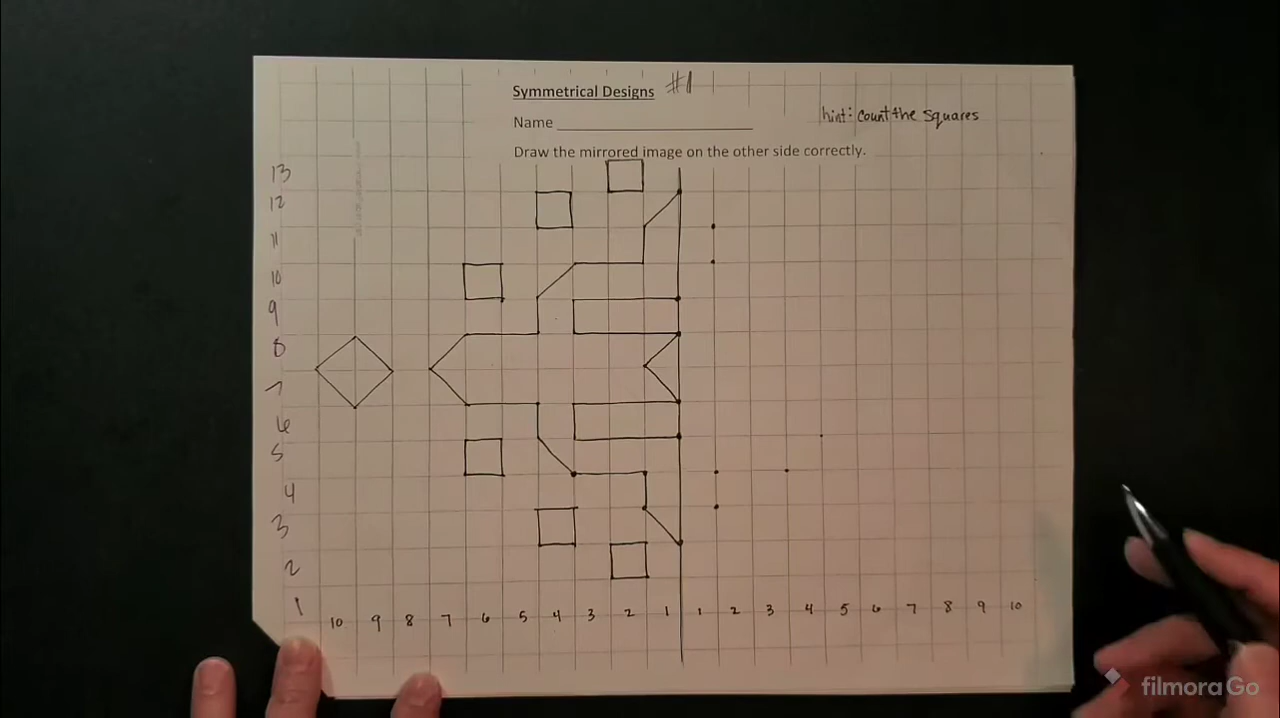 Symmetrical Designs #1
hint: count the squares
Name
Draw the mirrored image on the other side correctly.
13
12
11
10
9
8
7
6
5
4
3
2
1
10 9 8 7 6 5 4 3 2 1 1 2 3 4 5 6 7 8 9 10
filmoraGo